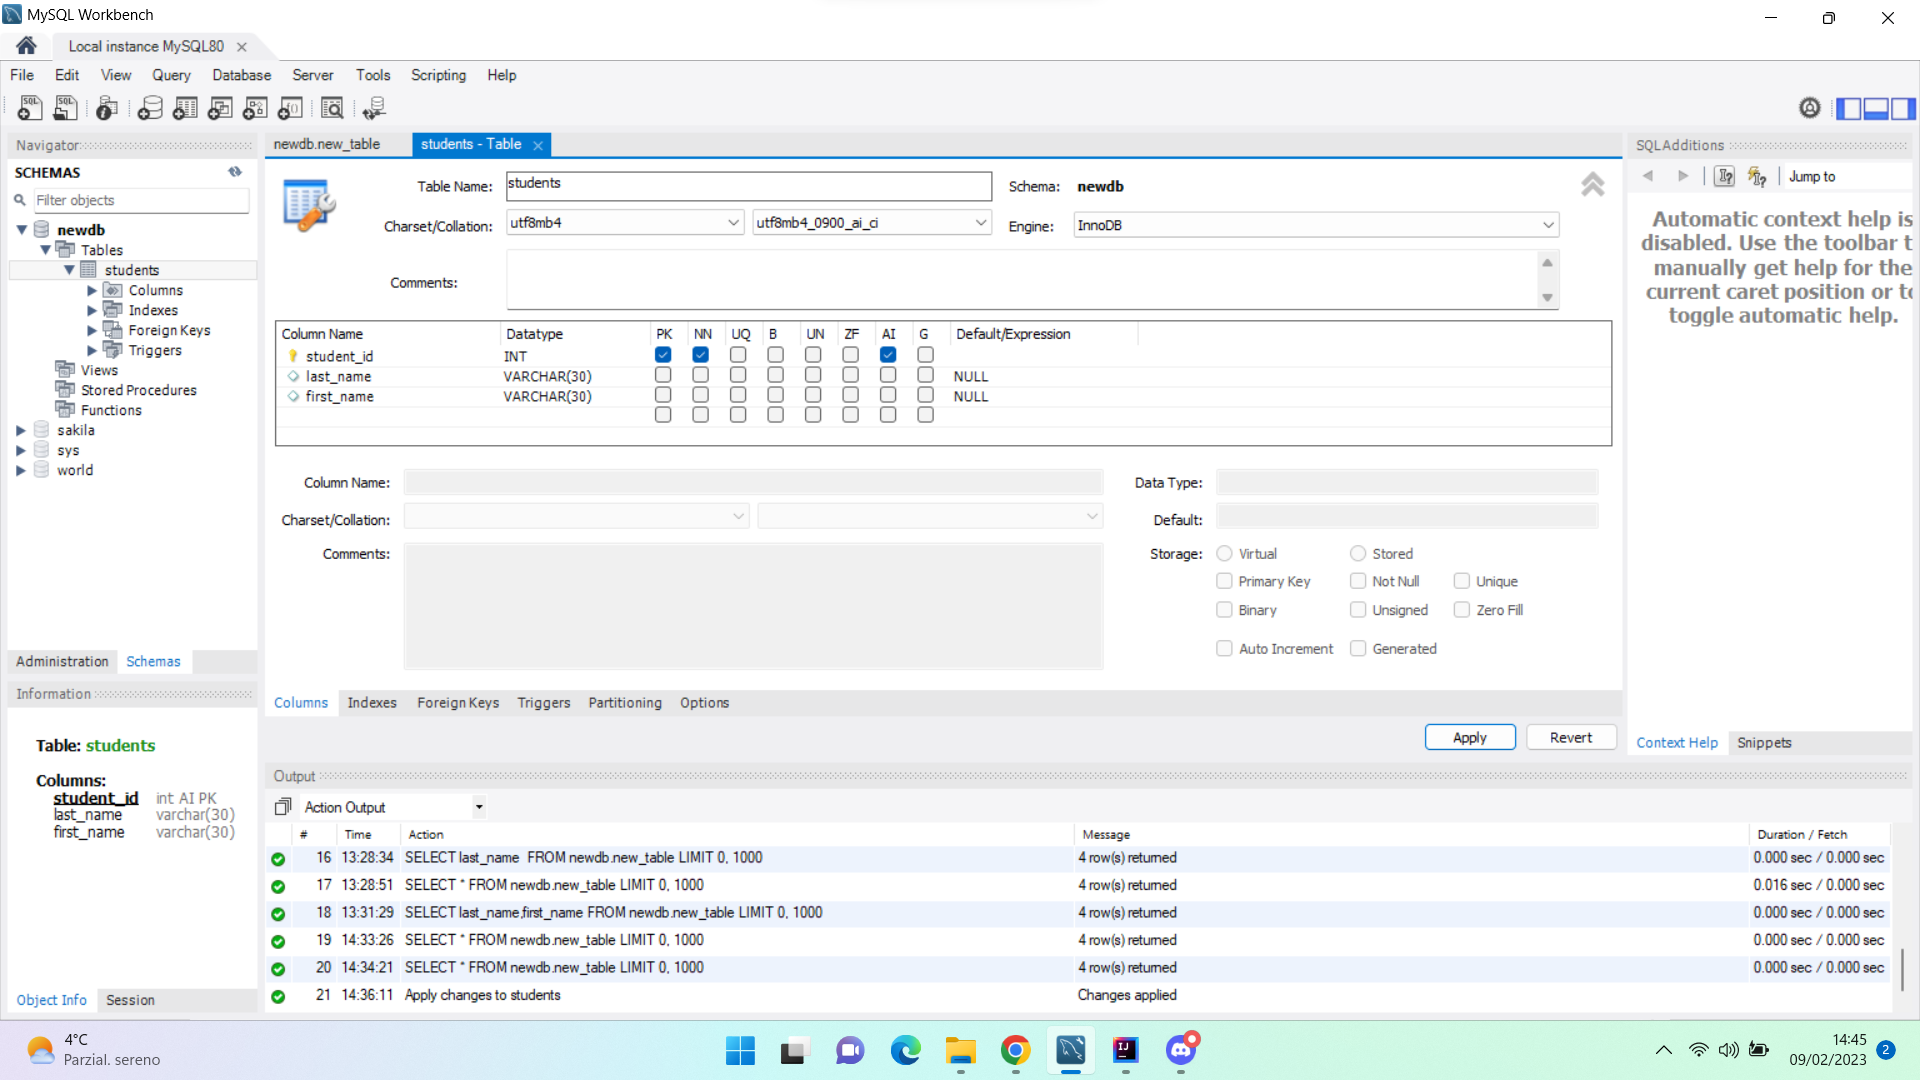 MySQL Workbench
Local instance MySQL80
File Edit View Query Database Server Tools Scripting Help
Navigator
SCHEMAS
Filter objects
newdb
Tables
students
Columns
Indexes
Foreign Keys
Triggers
Views
Stored Procedures
Functions
sakila
sys
world
Administration Schemas
Information
Table: students
Columns:
student_id int AI PK
last_name varchar(30)
first_name varchar(30)
Object Info Session
newdb.new_table students - Table
Table Name: students Schema: newdb
Charset/Collation: utf8mb4 utf8mb4_0900_ai_ci Engine: InnoDB
Comments:
Column Name Datatype PK NN UQ B UN ZF AI G Default/Expression
student_id INT
last_name VARCHAR(30) NULL
first_name VARCHAR(30) NULL
Column Name: Data Type:
Charset/Collation: Default:
Comments: Storage: Virtual Stored
Primary Key Not Null Unique
Binary Unsigned Zero Fill
Auto Increment Generated
Columns Indexes Foreign Keys Triggers Partitioning Options
Apply Revert
Output
Action Output
# Time Action Message Duration / Fetch
16 13:28:34 SELECT last_name FROM newdb.new_table LIMIT 0, 1000 4 row(s) returned 0.000 sec / 0.000 sec
17 13:28:51 SELECT * FROM newdb.new_table LIMIT 0, 1000 4 row(s) returned 0.016 sec / 0.000 sec
18 13:31:29 SELECT last_name,first_name FROM newdb.new_table LIMIT 0, 1000 4 row(s) returned 0.000 sec / 0.000 sec
19 14:33:26 SELECT * FROM newdb.new_table LIMIT 0, 1000 4 row(s) returned 0.000 sec / 0.000 sec
20 14:34:21 SELECT * FROM newdb.new_table LIMIT 0, 1000 4 row(s) returned 0.000 sec / 0.000 sec
21 14:36:11 Apply changes to students Changes applied
SQLAdditions
Jump to
Automatic context help is
disabled. Use the toolbar t
manually get help for the
current caret position or to
toggle automatic help.
Context Help Snippets
4°C
Parzial. sereno
14:45
09/02/2023
2